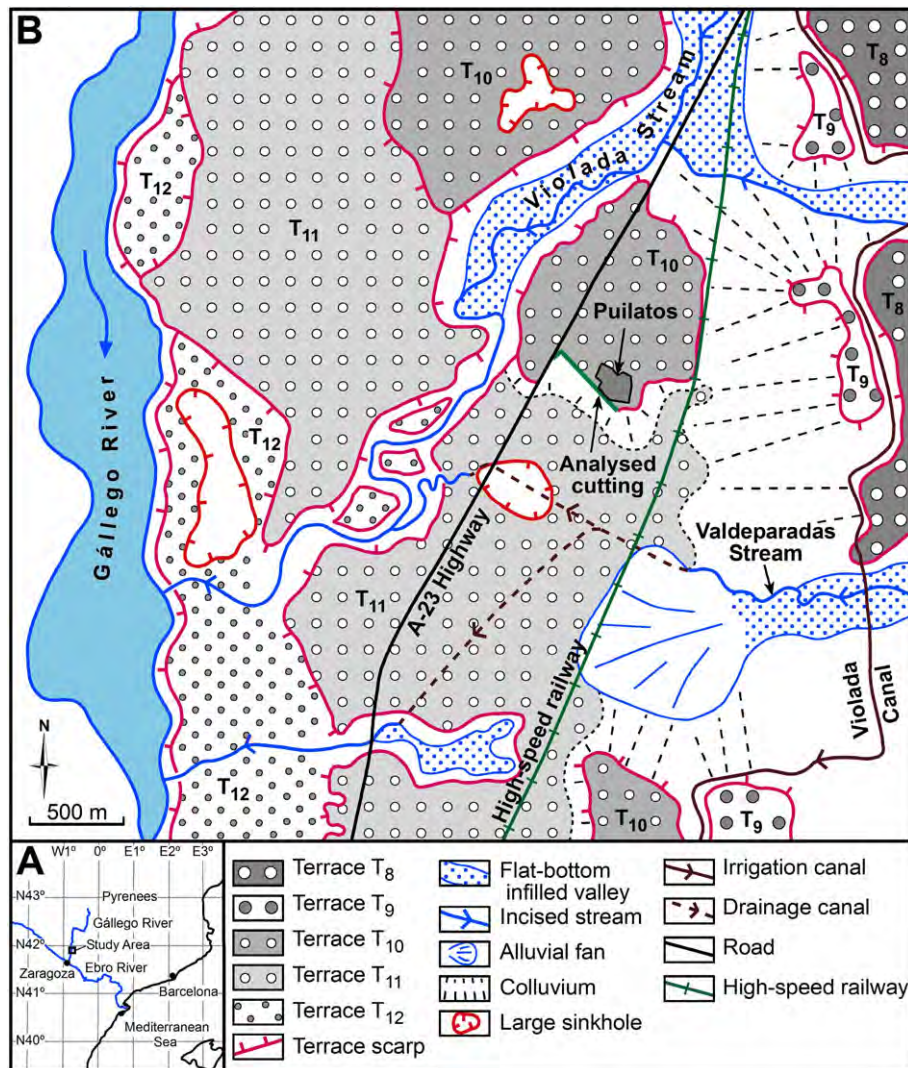 B
T8
T10
T9
Violada Stream
T12
T11
T10
T8
Puilatos
T9
Gállego River
T12
Analysed
cutting
A-23 Highway
Valdeparadas
Stream
T11
High-speed railway
Violada
Canal
N
500 m
T12
T10
T9
A
W1° 0° E1° E2° E3°
N43°
N42°
N41°
N40°
Pyrenees
Gállego River
Study Area
Zaragoza
Ebro River
Barcelona
Mediterranean
Sea
Terrace T8
Terrace T9
Terrace T10
Terrace T11
Terrace T12
Terrace scarp
Flat-bottom
infilled valley
Incised stream
Alluvial fan
Colluvium
Large sinkhole
Irrigation canal
Drainage canal
Road
High-speed railway